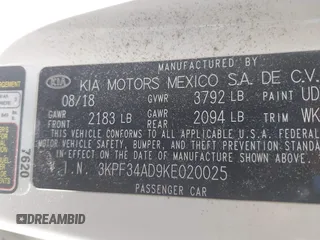 KIA KIA MOTORS MEXICO S.A. DE C.V.
MANUFACTURED BY
08/18 GVWR 3792 LB PAINT UD
GAWR FRONT 2183 LB GAWR REAR 2094 LB TRIM WK
THIS VEHICLE CONFORMS TO ALL APPLICABLE U.S.
FEDERAL MOTOR VEHICLE SAFETY, BUMPER,
AND THEFT PREVENTION STANDARDS IN EFFECT
ON THE DATE OF MANUFACTURE SHOWN ABOVE.
V.I.N. 3KPF34AD9KE020025
PASSENGER CAR
7620